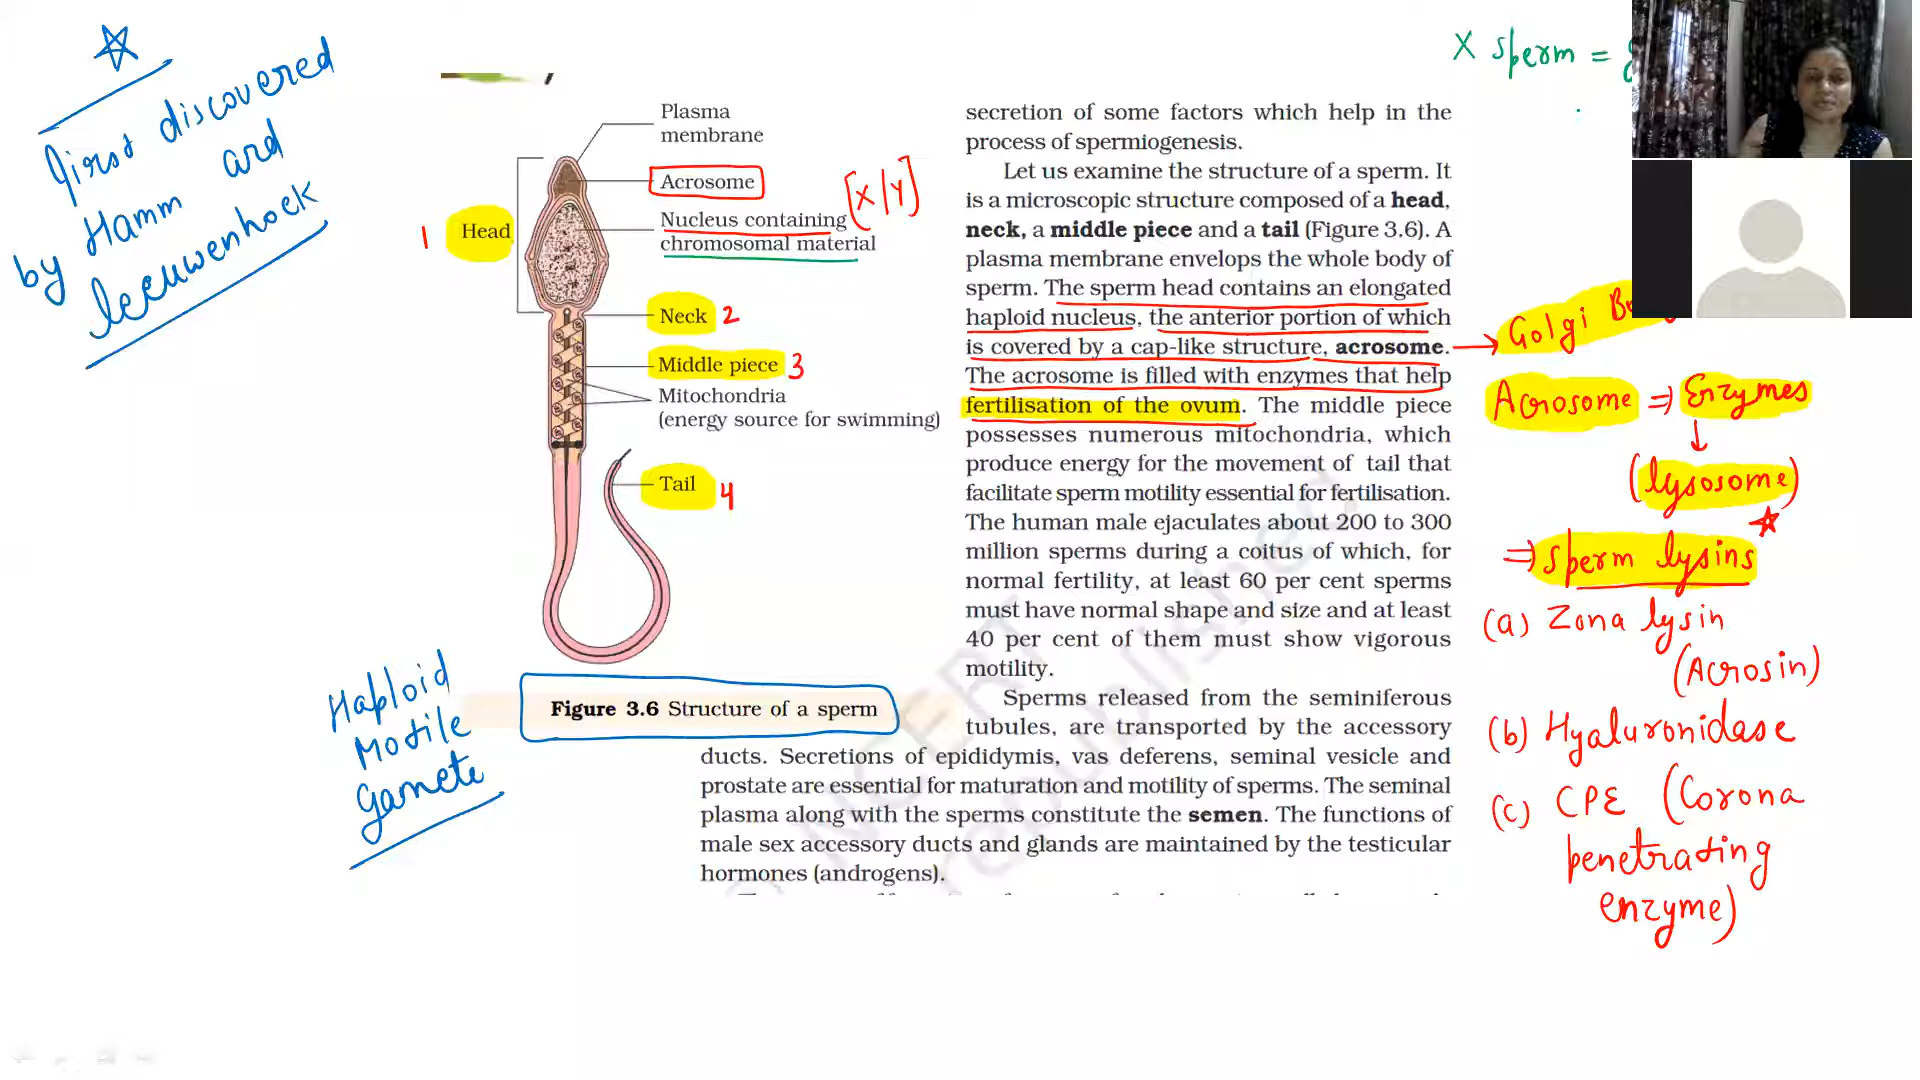 First discovered
by Hamm and
Leeuwenhoek
Plasma
membrane
Acrosome
Nucleus containing
chromosomal material
[X/Y]
1
Head
Neck 2
Middle piece 3
Mitochondria
(energy source for swimming)
Tail 4
Haploid
Motile
Gamete
Figure 3.6 Structure of a sperm
secretion of some factors which help in the
process of spermiogenesis.
Let us examine the structure of a sperm. It
is a microscopic structure composed of a head,
neck, a middle piece and a tail (Figure 3.6). A
plasma membrane envelops the whole body of
sperm. The sperm head contains an elongated
haploid nucleus, the anterior portion of which
is covered by a cap-like structure, acrosome.
The acrosome is filled with enzymes that help
fertilisation of the ovum. The middle piece
possesses numerous mitochondria, which
produce energy for the movement of tail that
facilitate sperm motility essential for fertilisation.
The human male ejaculates about 200 to 300
million sperms during a coitus of which, for
normal fertility, at least 60 per cent sperms
must have normal shape and size and at least
40 per cent of them must show vigorous
motility.
Sperms released from the seminiferous
tubules, are transported by the accessory
ducts. Secretions of epididymis, vas deferens, seminal vesicle and
prostate are essential for maturation and motility of sperms. The seminal
plasma along with the sperms constitute the semen. The functions of
male sex accessory ducts and glands are maintained by the testicular
hormones (androgens).
X sperm =
→ Golgi
Acrosome ⇒ Enzymes
↓
(lysosome)
⇒ sperm lysins
(a) Zona lysin
(Acrosin)
(b) Hyaluronidase
(c) CPE (Corona
penetrating
enzyme)
NCERT
republished